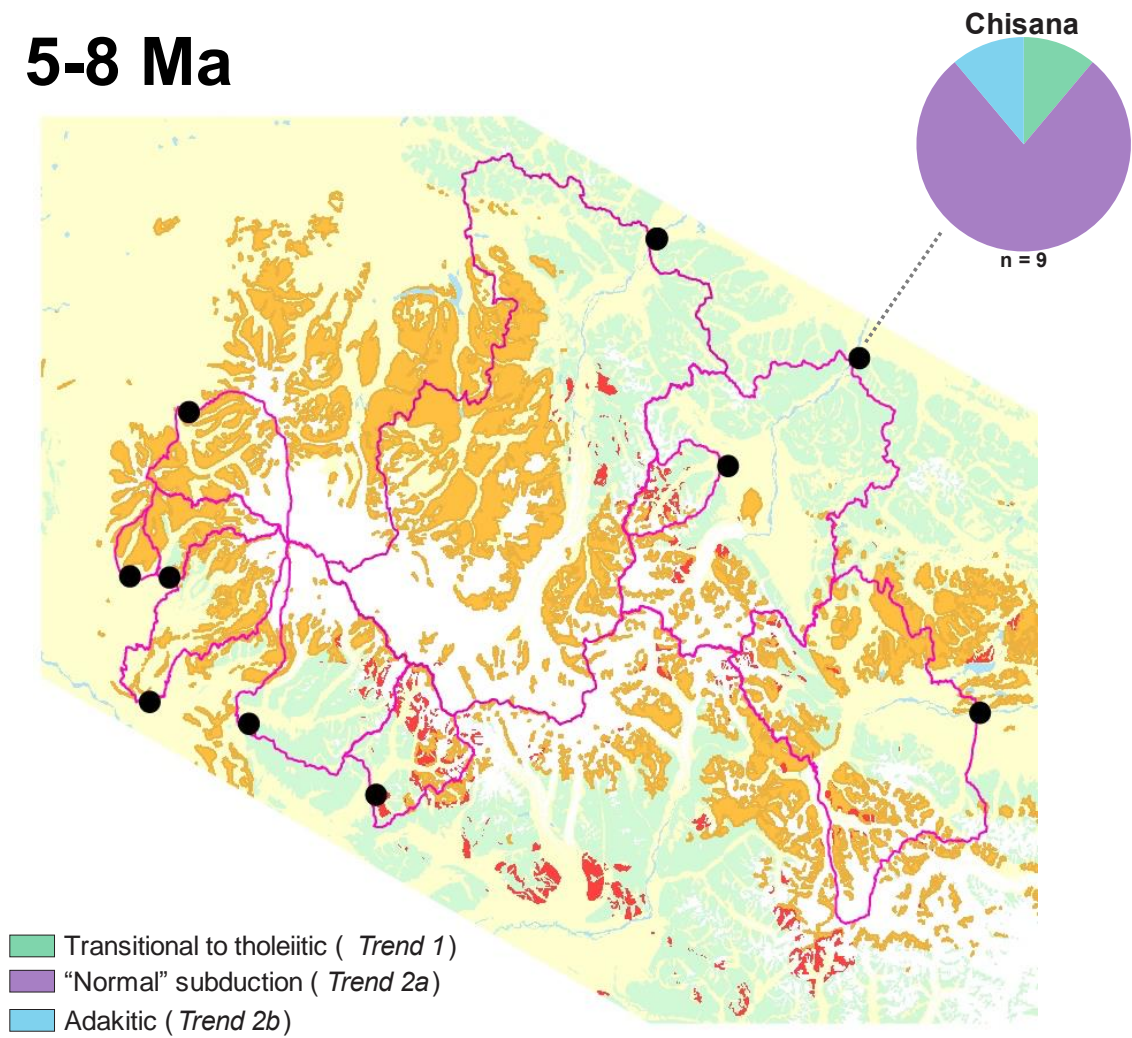 5-8 Ma
Chisana
n = 9
Transitional to tholeiitic ( Trend 1)
“Normal” subduction ( Trend 2a)
Adakitic ( Trend 2b)